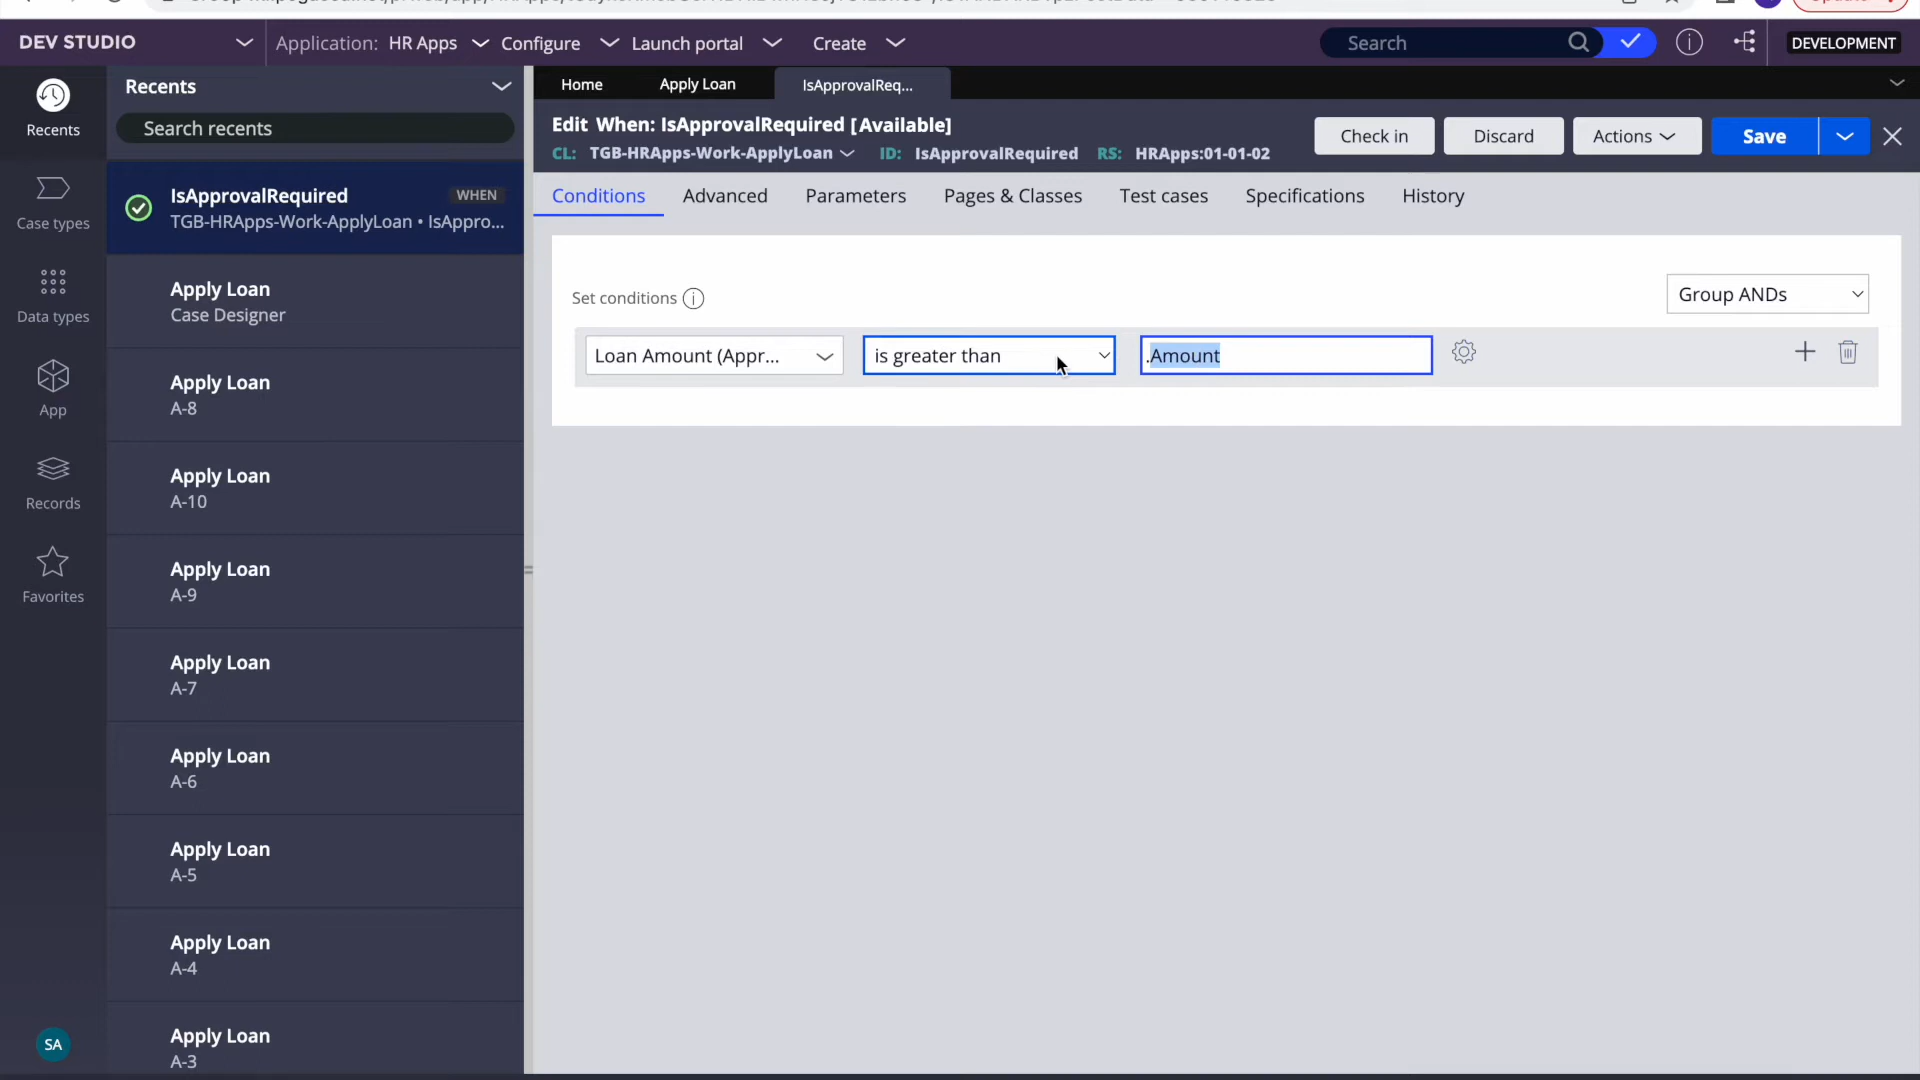 DEV STUDIO
Application: HR Apps
Configure
Launch portal
Create
Search
DEVELOPMENT
Recents
Search recents
Home
Apply Loan
IsApprovalReq...
Edit When: IsApprovalRequired [Available]
CL: TGB-HRApps-Work-ApplyLoan ID: IsApprovalRequired RS: HRApps:01-01-02
Check in
Discard
Actions
Save
Recents
Case types
Data types
App
Records
Favorites
SA
IsApprovalRequired WHEN
TGB-HRApps-Work-ApplyLoan • IsAppro...
Apply Loan
Case Designer
Apply Loan
A-8
Apply Loan
A-10
Apply Loan
A-9
Apply Loan
A-7
Apply Loan
A-6
Apply Loan
A-5
Apply Loan
A-4
Apply Loan
A-3
Conditions
Advanced
Parameters
Pages & Classes
Test cases
Specifications
History
Set conditions
Group ANDs
Loan Amount (Appr...
is greater than
.Amount